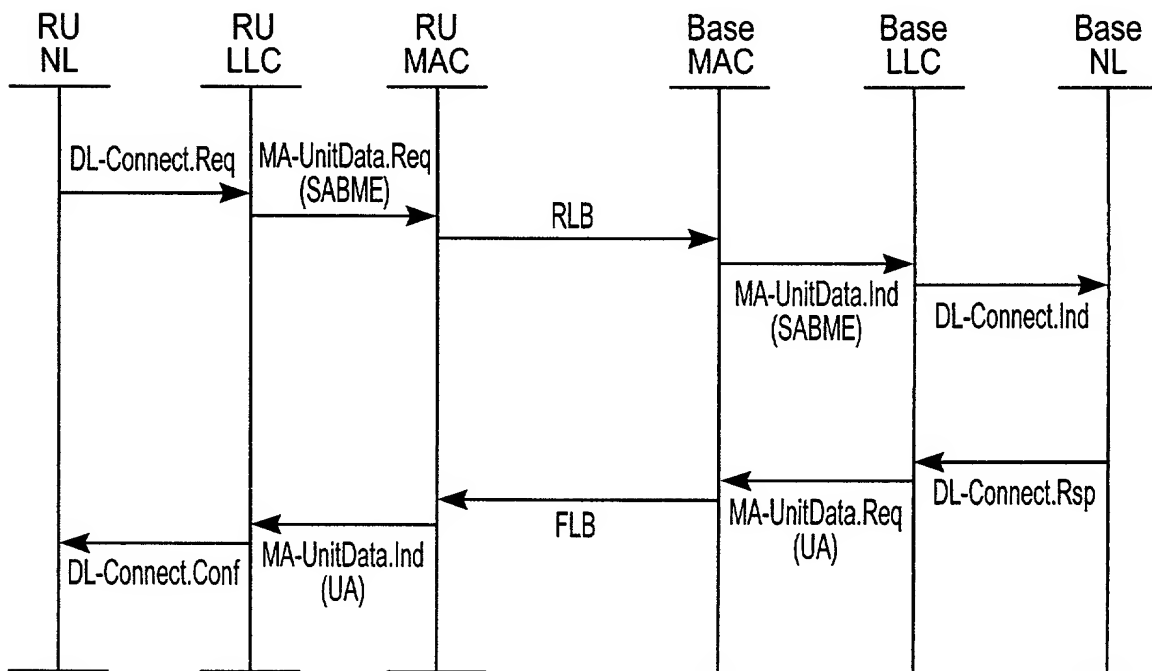 RU
NL
RU
LLC
RU
MAC
Base
MAC
Base
LLC
Base
NL
DL-Connect.Req
MA-UnitData.Req
(SABME)
RLB
MA-UnitData.Ind
(SABME)
DL-Connect.Ind
DL-Connect.Rsp
MA-UnitData.Req
(UA)
FLB
MA-UnitData.Ind
(UA)
DL-Connect.Conf